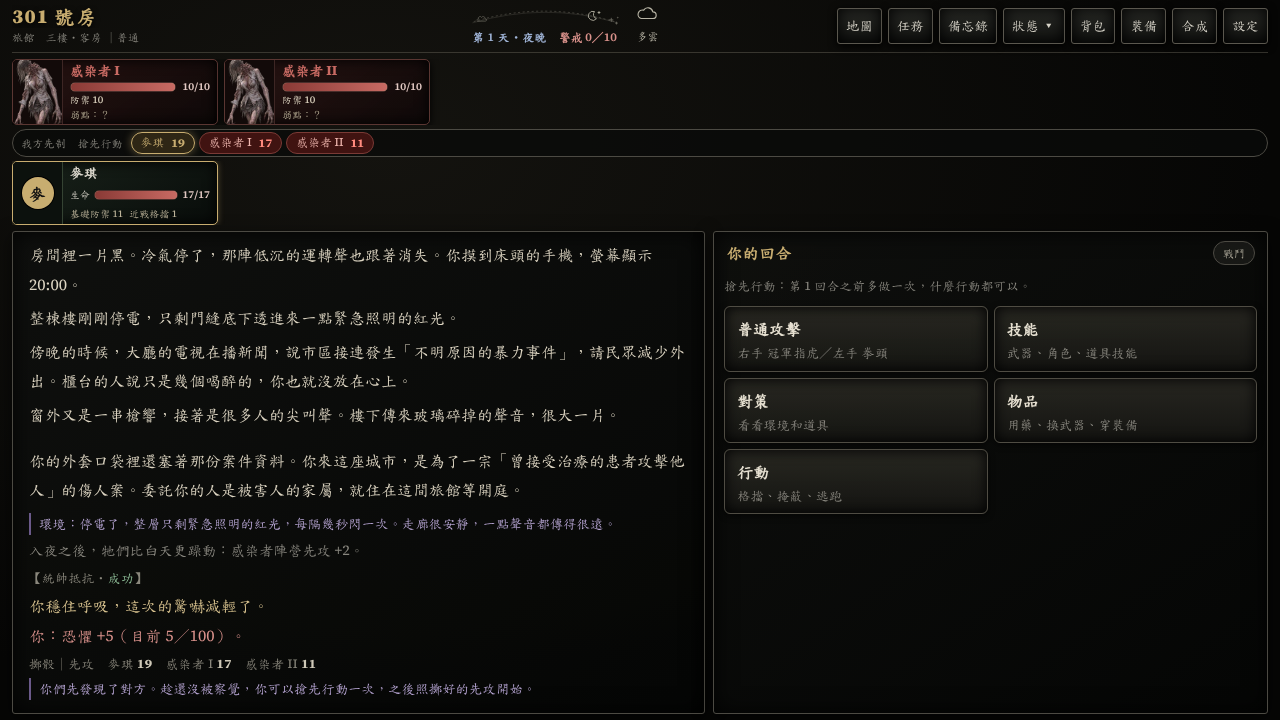 301 號房
旅館 三樓・客房｜普通
第 1 天・夜晚 警戒 0／10
多雲
地圖
任務
備忘錄
狀態 ▼
背包
裝備
合成
設定
感染者 I
10/10
防禦 10
弱點：？
感染者 II
10/10
防禦 10
弱點：？
我方先制 搶先行動 麥琪 19 感染者 I 17 感染者 II 11
麥
麥琪
生命 17/17
基礎防禦 11 近戰格擋 1
房間裡一片黑。冷氣停了，那陣低沉的運轉聲也跟著消失。你摸到床頭的手機，螢幕顯示
20:00。
整棟樓剛剛停電，只剩門縫底下透進來一點緊急照明的紅光。
傍晚的時候，大廳的電視在播新聞，說市區接連發生「不明原因的暴力事件」，請民眾減少外
出。櫃台的人說只是幾個喝醉的，你也就沒放在心上。
窗外又是一串槍響，接著是很多人的尖叫聲。樓下傳來玻璃碎掉的聲音，很大一片。
你的外套口袋裡還塞著那份案件資料。你來這座城市，是為了一宗「曾接受治療的患者攻擊他
人」的傷人案。委託你的人是被害人的家屬，就住在這間旅館等開庭。
環境：停電了，整層只剩緊急照明的紅光，每隔幾秒閃一次。走廊很安靜，一點聲音都傳得很遠。
入夜之後，牠們比白天更躁動：感染者陣營先攻 +2。
【統帥抵抗・成功】
你穩住呼吸，這次的驚嚇減輕了。
你：恐懼 +5（目前 5／100）。
擲骰｜先攻 麥琪 19 感染者 I 17 感染者 II 11
你們先發現了對方。趁還沒被察覺，你可以搶先行動一次，之後照擲好的先攻開始。
你的回合
戰鬥
搶先行動：第 1 回合之前多做一次，什麼行動都可以。
普通攻擊
右手 冠軍指虎／左手 拳頭
技能
武器、角色、道具技能
對策
看看環境和道具
物品
用藥、換武器、穿裝備
行動
格擋、掩蔽、逃跑